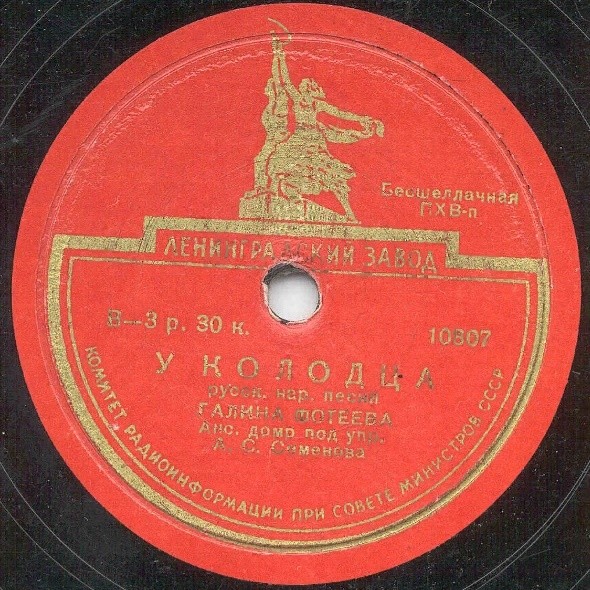 Бесшеллачная
ГХВ-п
ЛЕНИНГРАДСКИЙ ЗАВОД
В—3 р. 30 к.
10807
У КОЛОДЦА
русск. нар. песня
ГАЛИНА ФОТЕЕВА
Анс. домр под упр.
А. С. Семенова
КОМИТЕТ РАДИОИНФОРМАЦИИ ПРИ СОВЕТЕ МИНИСТРОВ СССР